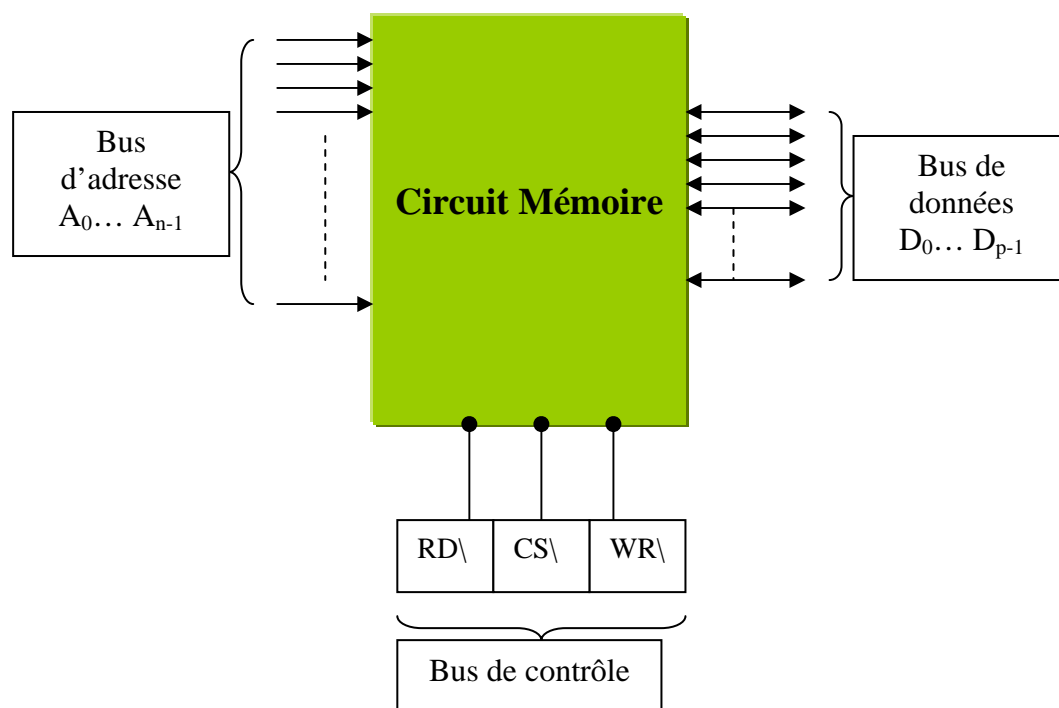 Bus
d’adresse
A₀… Aₙ₋₁
Circuit Mémoire
Bus de
données
D₀… Dₚ₋₁
RD\ CS\ WR\
Bus de contrôle